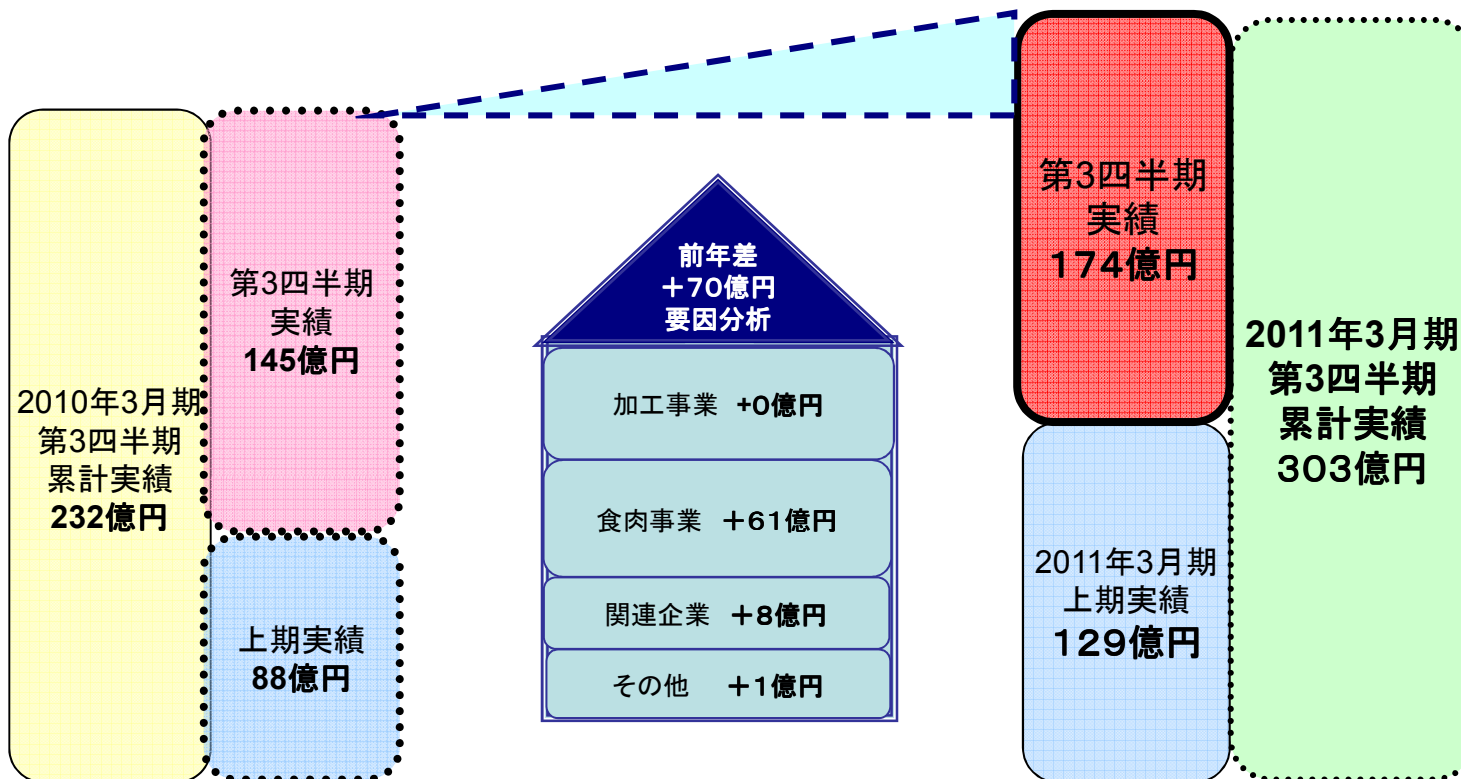 2010年3月期
第3四半期
累計実績
232億円
第3四半期
実績
145億円
上期実績
88億円
前年差
＋70億円
要因分析
加工事業 +0億円
食肉事業 ＋61億円
関連企業 ＋8億円
その他 ＋1億円
第3四半期
実績
174億円
2011年3月期
上期実績
129億円
2011年3月期
第3四半期
累計実績
303億円